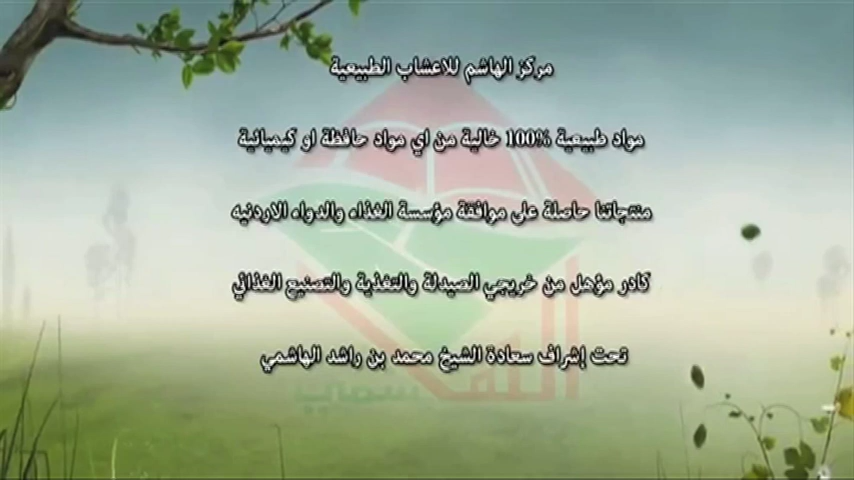 مركز الهاشم للاعشاب الطبيعية
مواد طبيعية 100% خالية من اي مواد حافظة او كيميائية
منتجاتنا حاصلة على موافقة مؤسسة الغذاء والدواء الاردنيه
كادر مؤهل من خريجي الصيدلة والتغذية والتصنيع الغذائي
تحت إشراف سعادة الشيخ محمد بن راشد الهاشمي